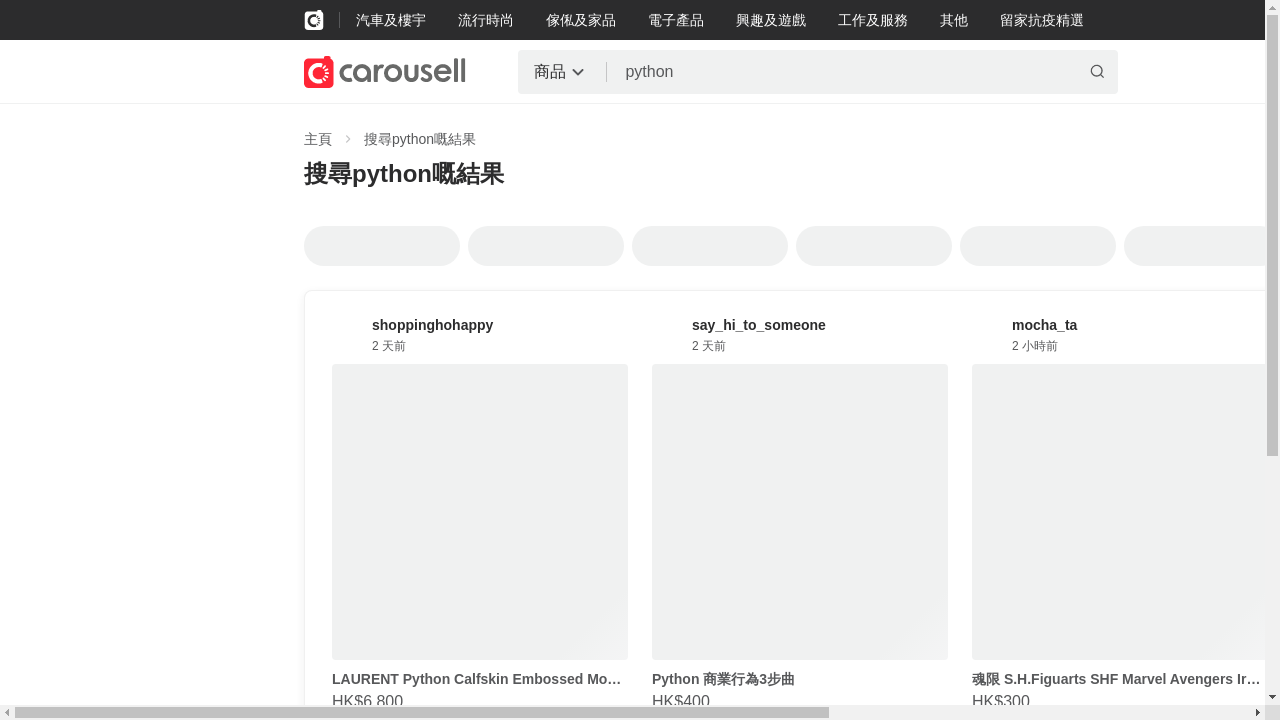 汽車及樓宇 流行時尚 傢俬及家品 電子產品 興趣及遊戲 工作及服務 其他 留家抗疫精選
carousell 商品 python
主頁 搜尋python嘅結果
搜尋python嘅結果
shoppinghohappy say_hi_to_someone mocha_ta
2 天前 2 天前 2 小時前
LAURENT Python Calfskin Embossed Mo… Python 商業行為3步曲 魂限 S.H.Figuarts SHF Marvel Avengers Ir…
HK$6,800 HK$400 HK$300